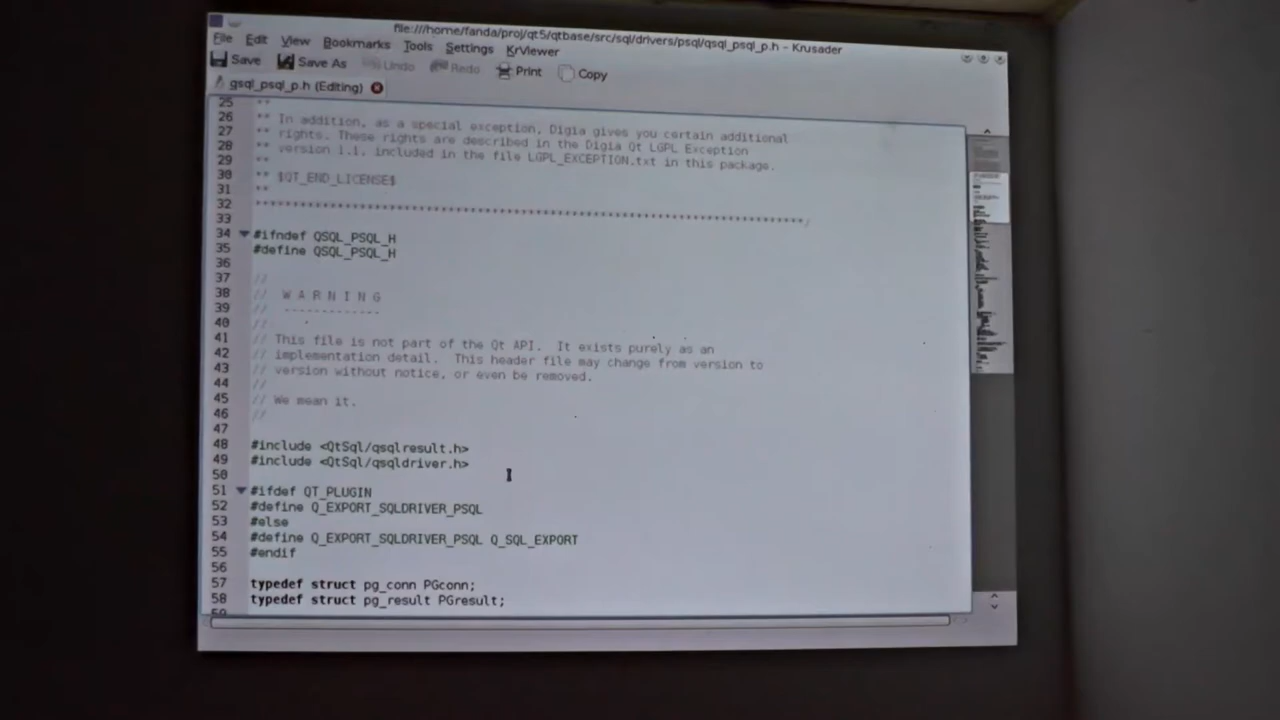 file:///home/fanda/proj/qt5/qtbase/src/sql/drivers/psql/qsql_psql_p.h - Krusader
File Edit View Bookmarks Tools Settings KrViewer
Save Save As Undo Redo Print Copy
qsql_psql_p.h (Editing)
25 **
26 ** In addition, as a special exception, Digia gives you certain additional
27 ** rights. These rights are described in the Digia Qt LGPL Exception
28 ** version 1.1, included in the file LGPL_EXCEPTION.txt in this package.
29 **
30 ** $QT_END_LICENSE$
31 **
32 ****************************************************************************/
33
34 #ifndef QSQL_PSQL_H
35 #define QSQL_PSQL_H
36
37 //
38 //  W A R N I N G
39 //  -------------
40 //
41 // This file is not part of the Qt API.  It exists purely as an
42 // implementation detail.  This header file may change from version to
43 // version without notice, or even be removed.
44 //
45 // We mean it.
46 //
47
48 #include <QtSql/qsqlresult.h>
49 #include <QtSql/qsqldriver.h>
50
51 #ifdef QT_PLUGIN
52 #define Q_EXPORT_SQLDRIVER_PSQL
53 #else
54 #define Q_EXPORT_SQLDRIVER_PSQL Q_SQL_EXPORT
55 #endif
56
57 typedef struct pg_conn PGconn;
58 typedef struct pg_result PGresult;
59